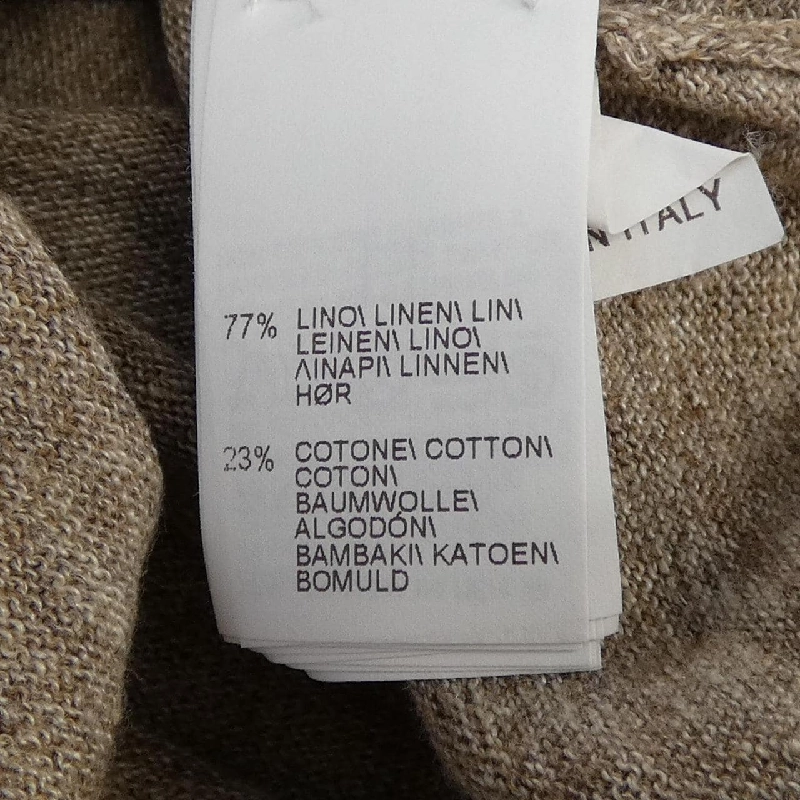 77% LINO\ LINEN\ LIN\
LEINEN\ LINO\
ΛINAPI\ LINNEN\
HØR
23% COTONE\ COTTON\
COTON\
BAUMWOLLE\
ALGODÓN\
BAMBAKI\ KATOEN\
BOMULD
N ITALY